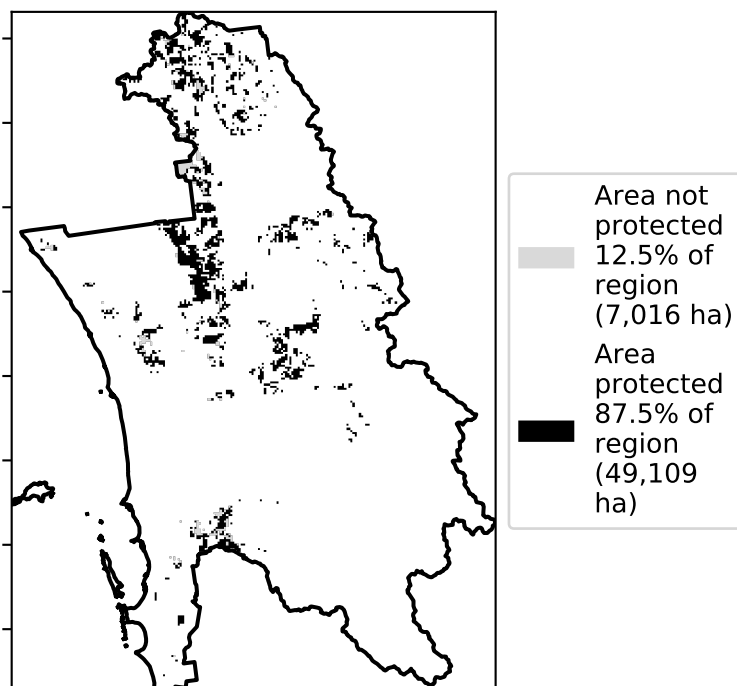 Area not
protected
12.5% of
region
(7,016 ha)
Area
protected
87.5% of
region
(49,109
ha)